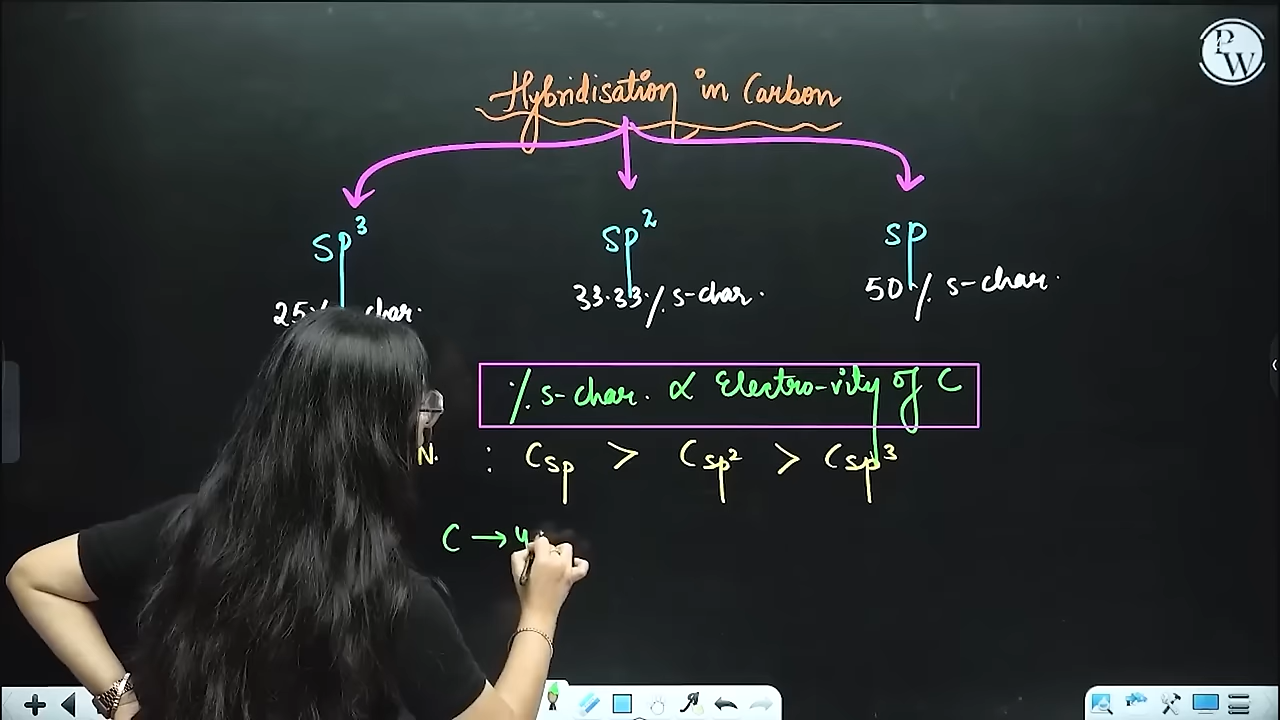 PW
Hybridisation in Carbon
sp³ sp² sp
25% char. 33.33% s-char. 50% s-char.
% s-char. ∝ Electro-vity of C
N. : Csp > Csp² > Csp³
C → 4